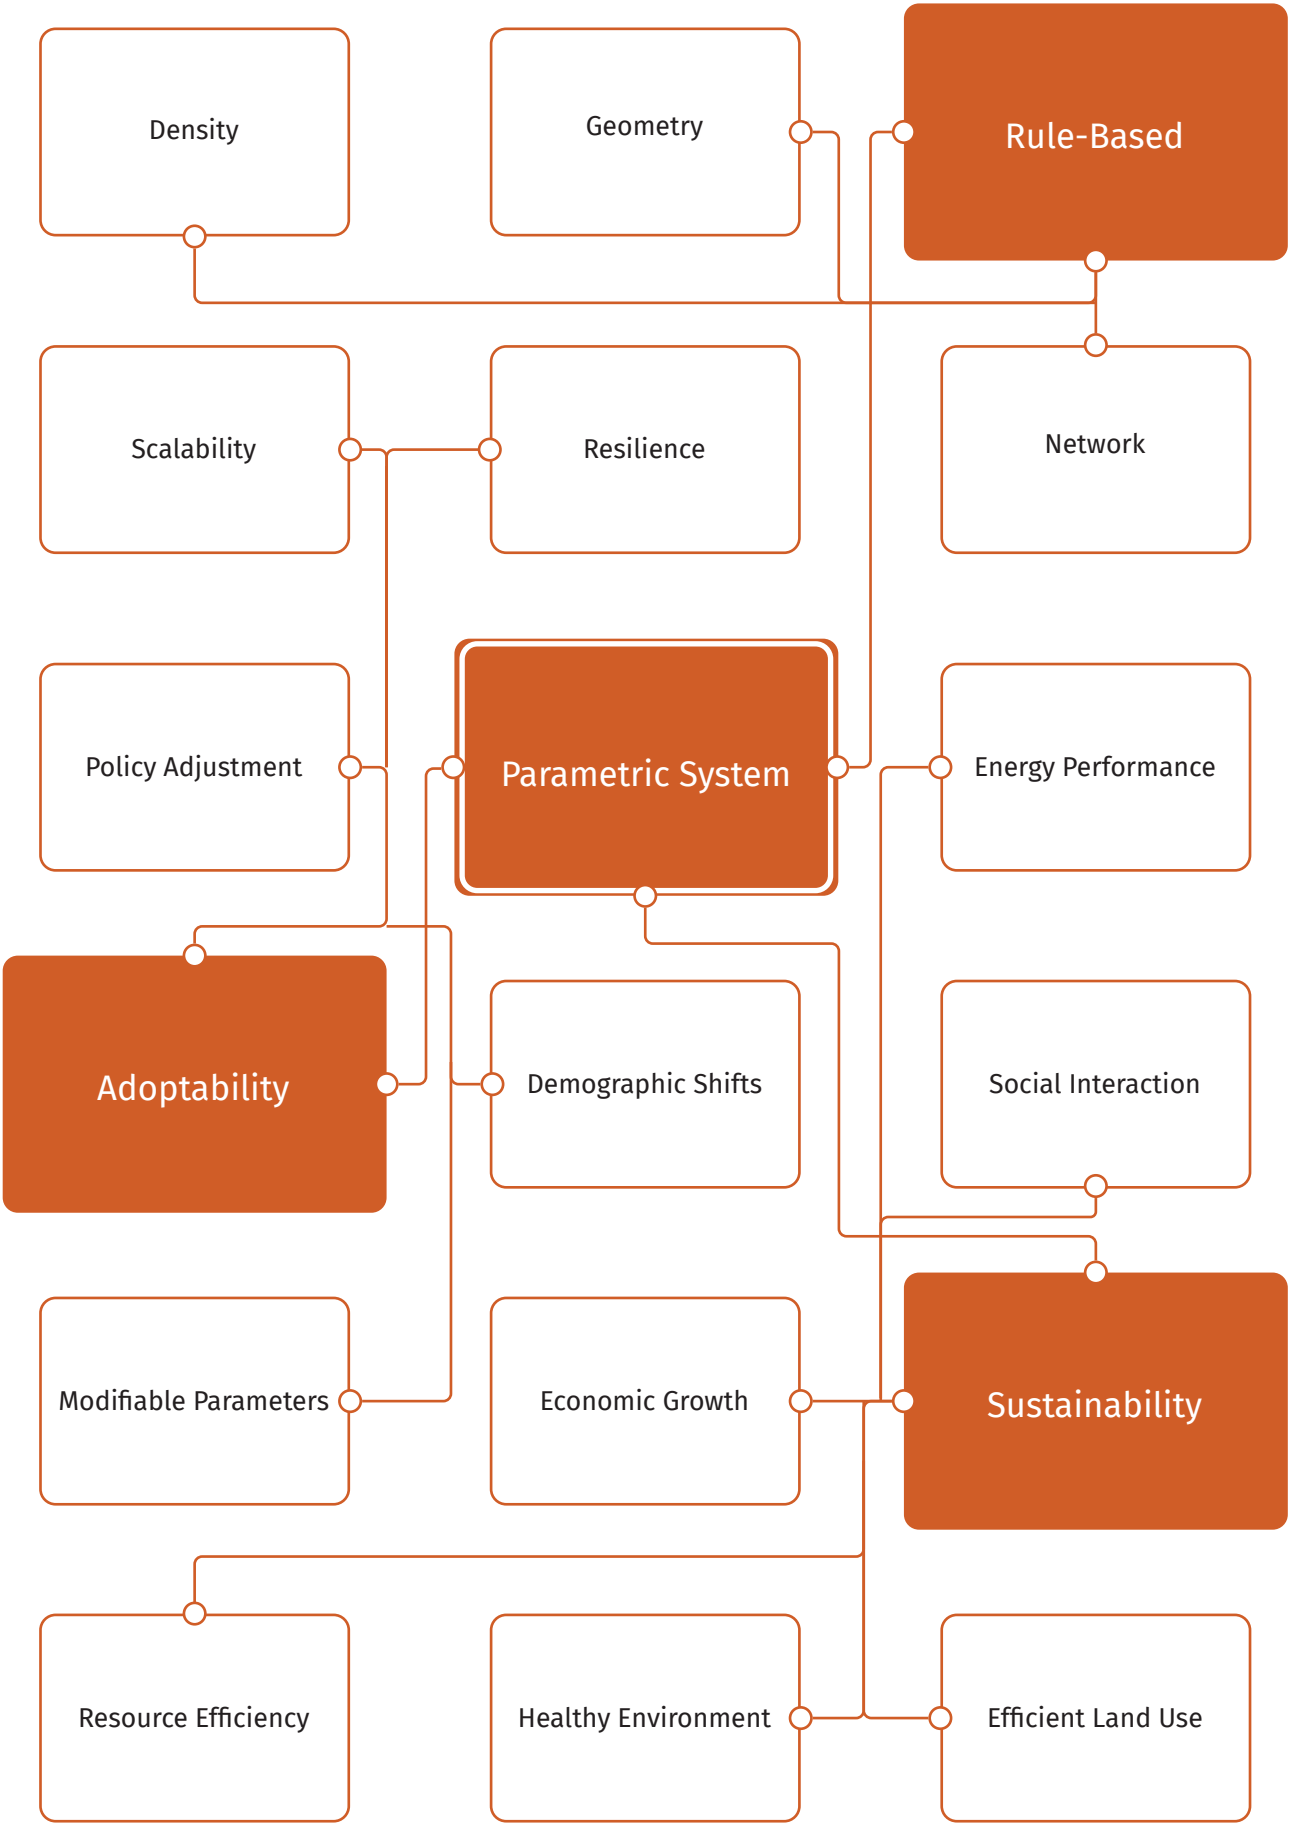 Density
Geometry
Rule-Based
Scalability
Resilience
Network
Policy Adjustment
Parametric System
Energy Performance
Adoptability
Demographic Shifts
Social Interaction
Modifiable Parameters
Economic Growth
Sustainability
Resource Efficiency
Healthy Environment
Efficient Land Use